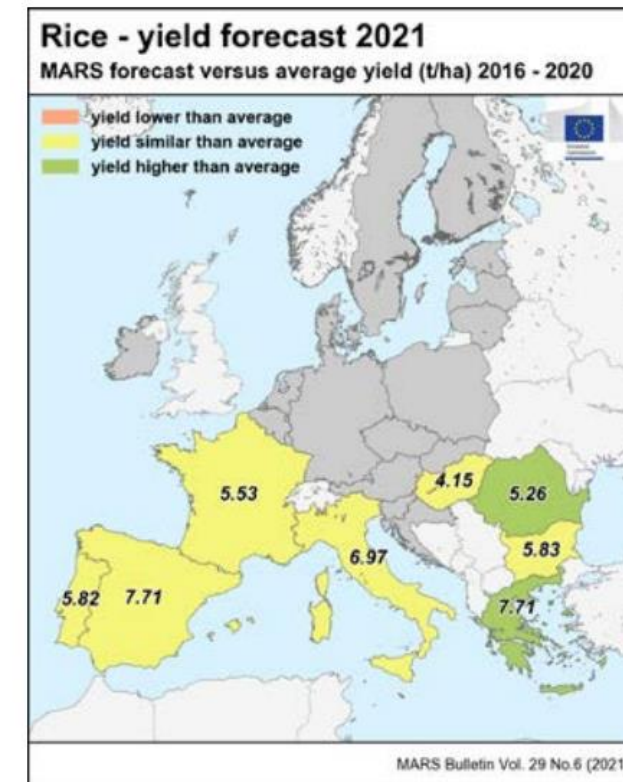 Rice - yield forecast 2021
MARS forecast versus average yield (t/ha) 2016 - 2020
yield lower than average
yield similar than average
yield higher than average
4.15
5.53
5.26
6.97
5.83
5.82
7.71
7.71
MARS Bulletin Vol. 29 No.6 (2021